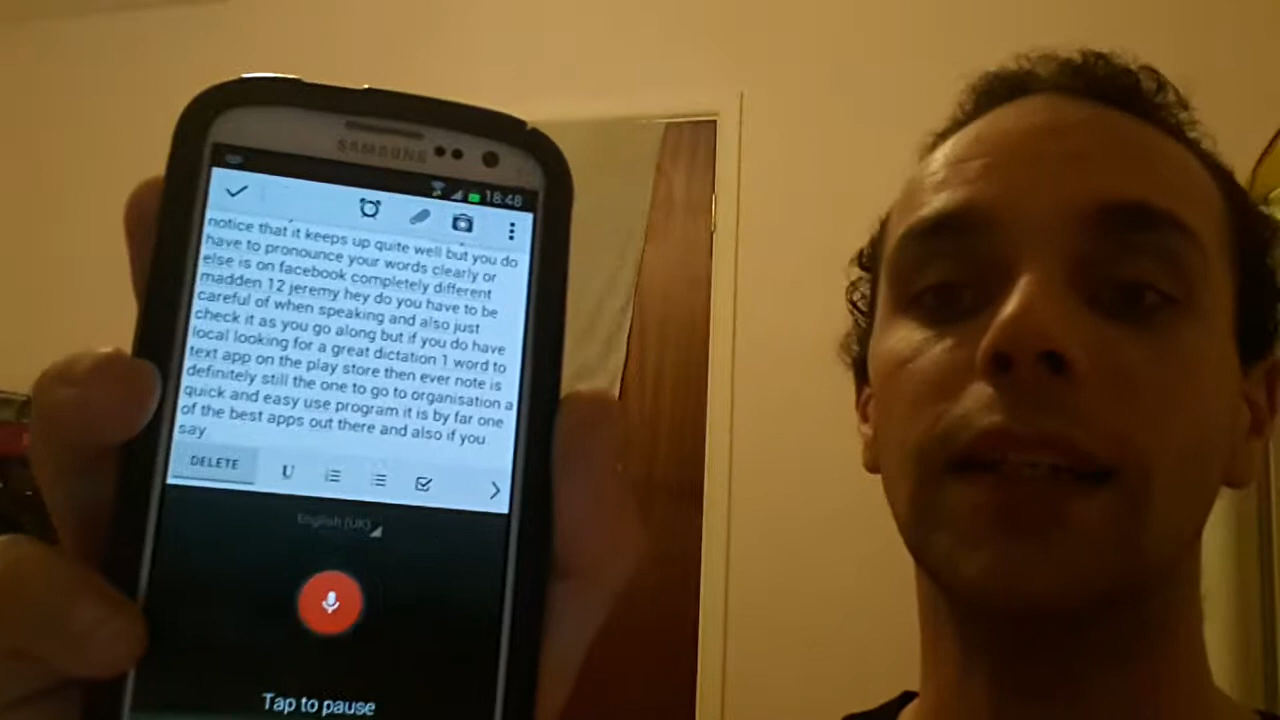 SAMSUNG
18:48
notice that it keeps up quite well but you do
have to pronounce your words clearly or
else is on facebook completely different
madden 12 jeremy hey do you have to be
careful of when speaking and also just
check it as you go along but if you do have
local looking for a great dictation 1 word to
text app on the play store then ever note is
definitely still the one to go to organisation a
quick and easy use program it is by far one
of the best apps out there and also if you
say
DELETE U
English (UK)
Tap to pause